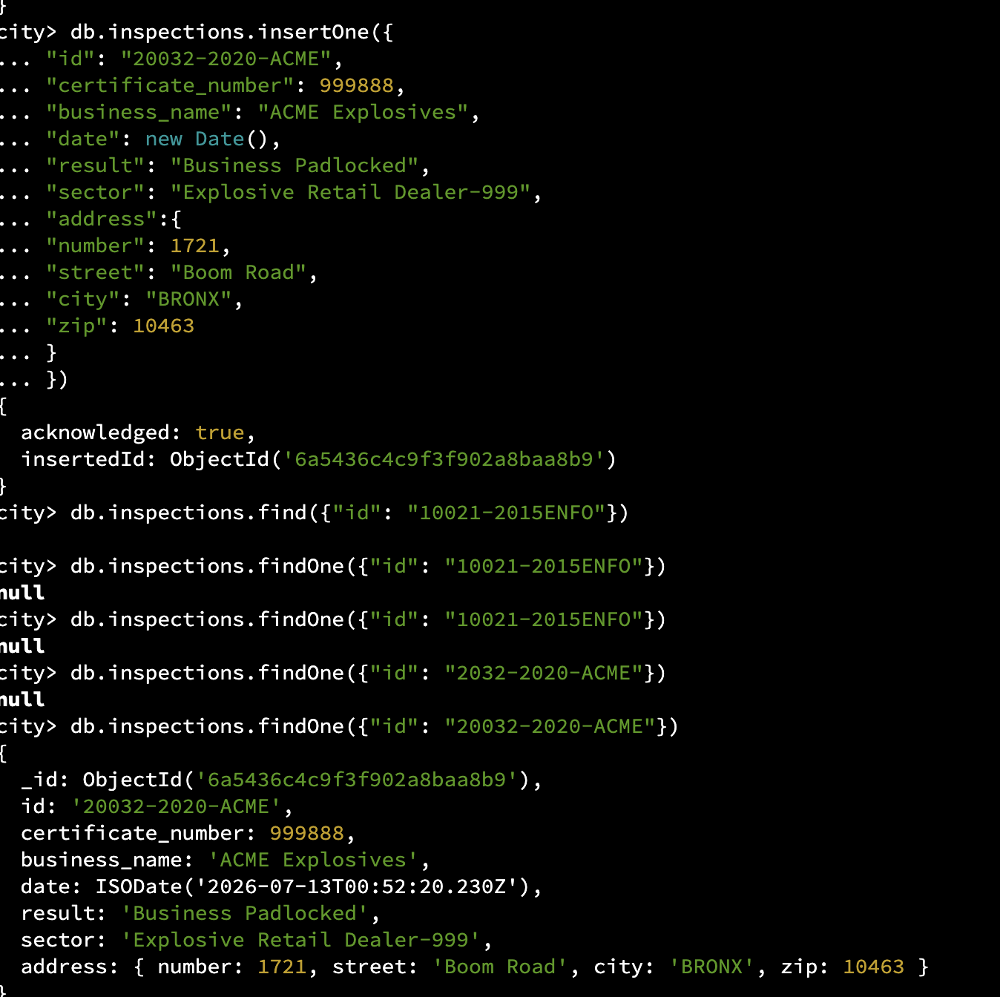 }
city> db.inspections.insertOne({
... "id": "20032-2020-ACME",
... "certificate_number": 999888,
... "business_name": "ACME Explosives",
... "date": new Date(),
... "result": "Business Padlocked",
... "sector": "Explosive Retail Dealer-999",
... "address":{
... "number": 1721,
... "street": "Boom Road",
... "city": "BRONX",
... "zip": 10463
... }
... })
{
  acknowledged: true,
  insertedId: ObjectId('6a5436c4c9f3f902a8baa8b9')
}
city> db.inspections.find({"id": "10021-2015ENFO"})

city> db.inspections.findOne({"id": "10021-2015ENFO"})
null
city> db.inspections.findOne({"id": "10021-2015ENFO"})
null
city> db.inspections.findOne({"id": "2032-2020-ACME"})
null
city> db.inspections.findOne({"id": "20032-2020-ACME"})
{
  _id: ObjectId('6a5436c4c9f3f902a8baa8b9'),
  id: '20032-2020-ACME',
  certificate_number: 999888,
  business_name: 'ACME Explosives',
  date: ISODate('2026-07-13T00:52:20.230Z'),
  result: 'Business Padlocked',
  sector: 'Explosive Retail Dealer-999',
  address: { number: 1721, street: 'Boom Road', city: 'BRONX', zip: 10463 }
}